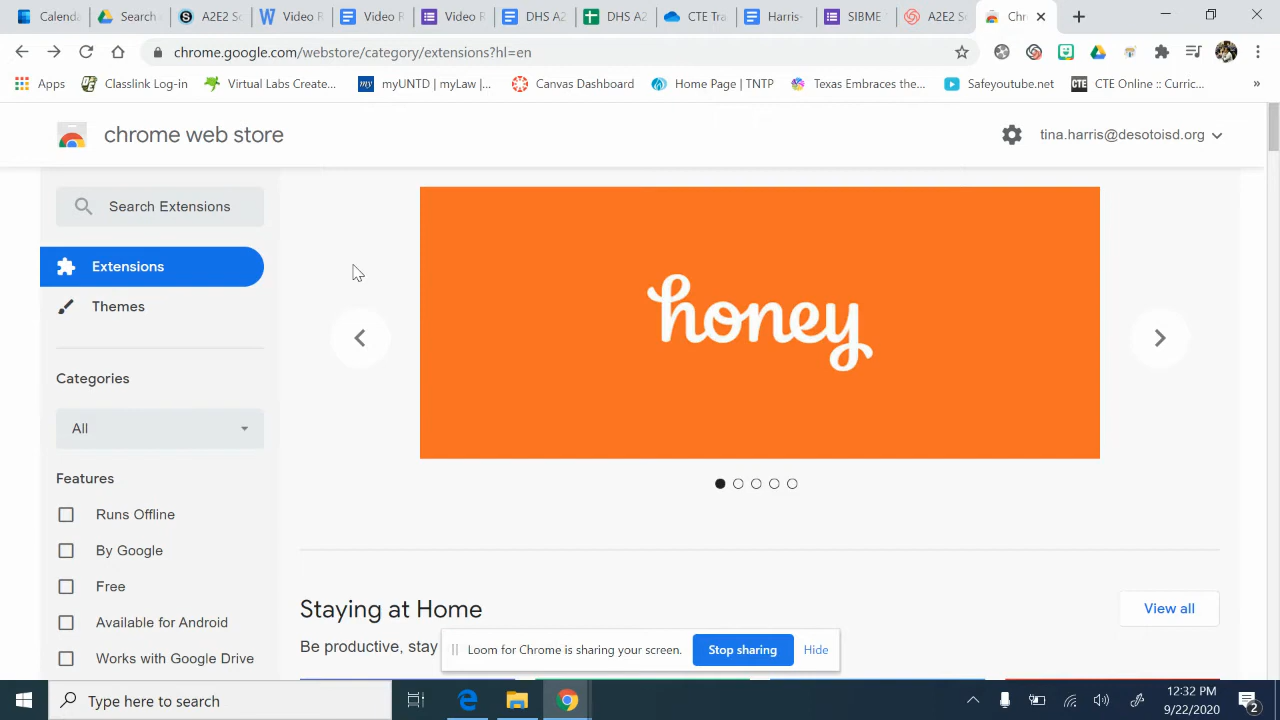 Calenda
A2E2 Sc
Video R
Video R
Video
DHS A2
DHS A2
CTE Tra
Harris-
SIBME
A2E2 Se
Chr
chrome.google.com/webstore/category/extensions?hl=en
Apps
Classlink Log-in
Virtual Labs Create...
my
myUNTD | myLaw |...
Canvas Dashboard
Home Page | TNTP
Texas Embraces the...
Safeyoutube.net
CTE
CTE Online :: Curric...
»
chrome web store
tina.harris@desotoisd.org
Search Extensions
Extensions
Themes
Categories
All
Features
Runs Offline
By Google
Free
Available for Android
Works with Google Drive
honey
Staying at Home
View all
Be productive, stay
Loom for Chrome is sharing your screen.
Stop sharing
Hide
Type here to search
12:32 PM
9/22/2020
2